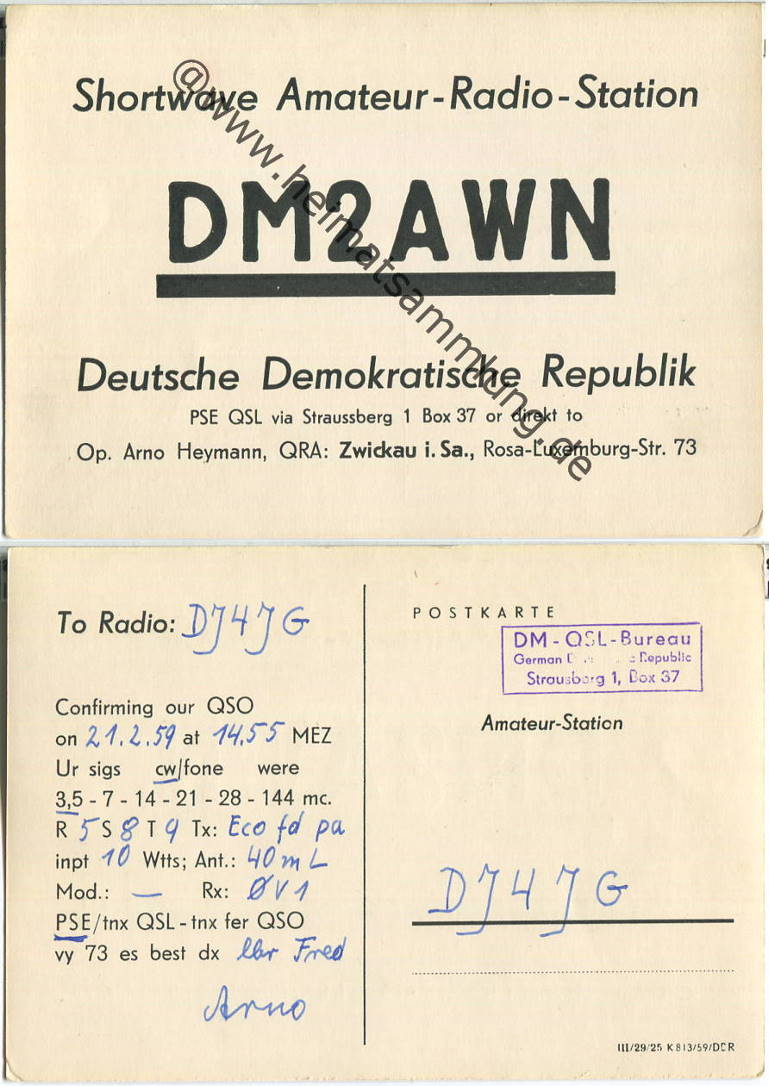 Shortwave Amateur-Radio-Station
DM2AWN
Deutsche Demokratische Republik
PSE QSL via Straussberg 1 Box 37 or direkt to
Op. Arno Heymann, QRA: Zwickau i. Sa., Rosa-Luxemburg-Str. 73
@www.heimatsammlung.de
To Radio: DJ4JG
Confirming our QSO
on 21.2.59 at 14.55 MEZ
Ur sigs cw/fone were
3,5 - 7 - 14 - 21 - 28 - 144 mc.
R 5 S 8 T 9 Tx: Eco fd pa
inpt 10 Wtts; Ant.: 40 m L
Mod.: — Rx: ØV1
PSE/tnx QSL - tnx fer QSO
vy 73 es best dx lbr Fred
Arno
POSTKARTE
DM - QSL - Bureau
German Republic
Strausberg 1, Box 37
Amateur-Station
DJ4JG
III/29/25 K 813/59/DDR